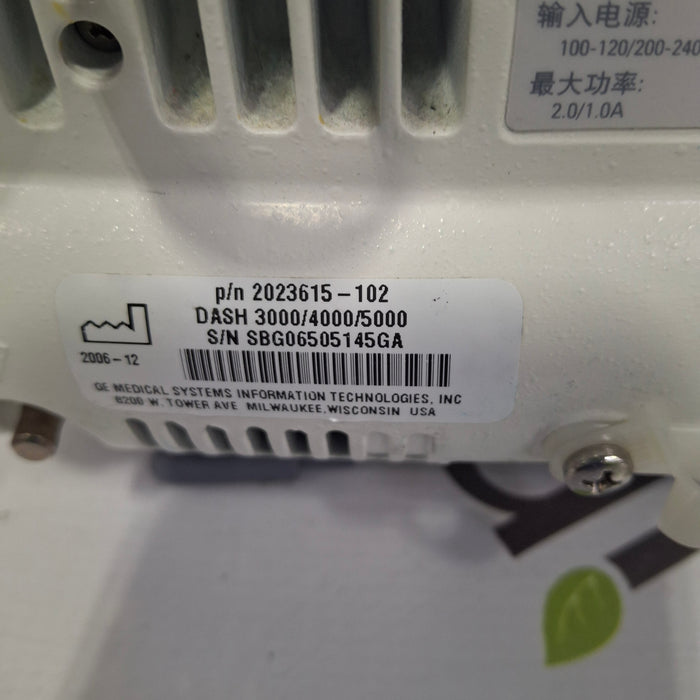 输入电源:
100-120/200-240
最大功率:
2.0/1.0A
p/n 2023615-102
DASH 3000/4000/5000
S/N SBG06505145GA
2006-12
GE MEDICAL SYSTEMS INFORMATION TECHNOLOGIES, INC
8200 W. TOWER AVE MILWAUKEE, WISCONSIN USA